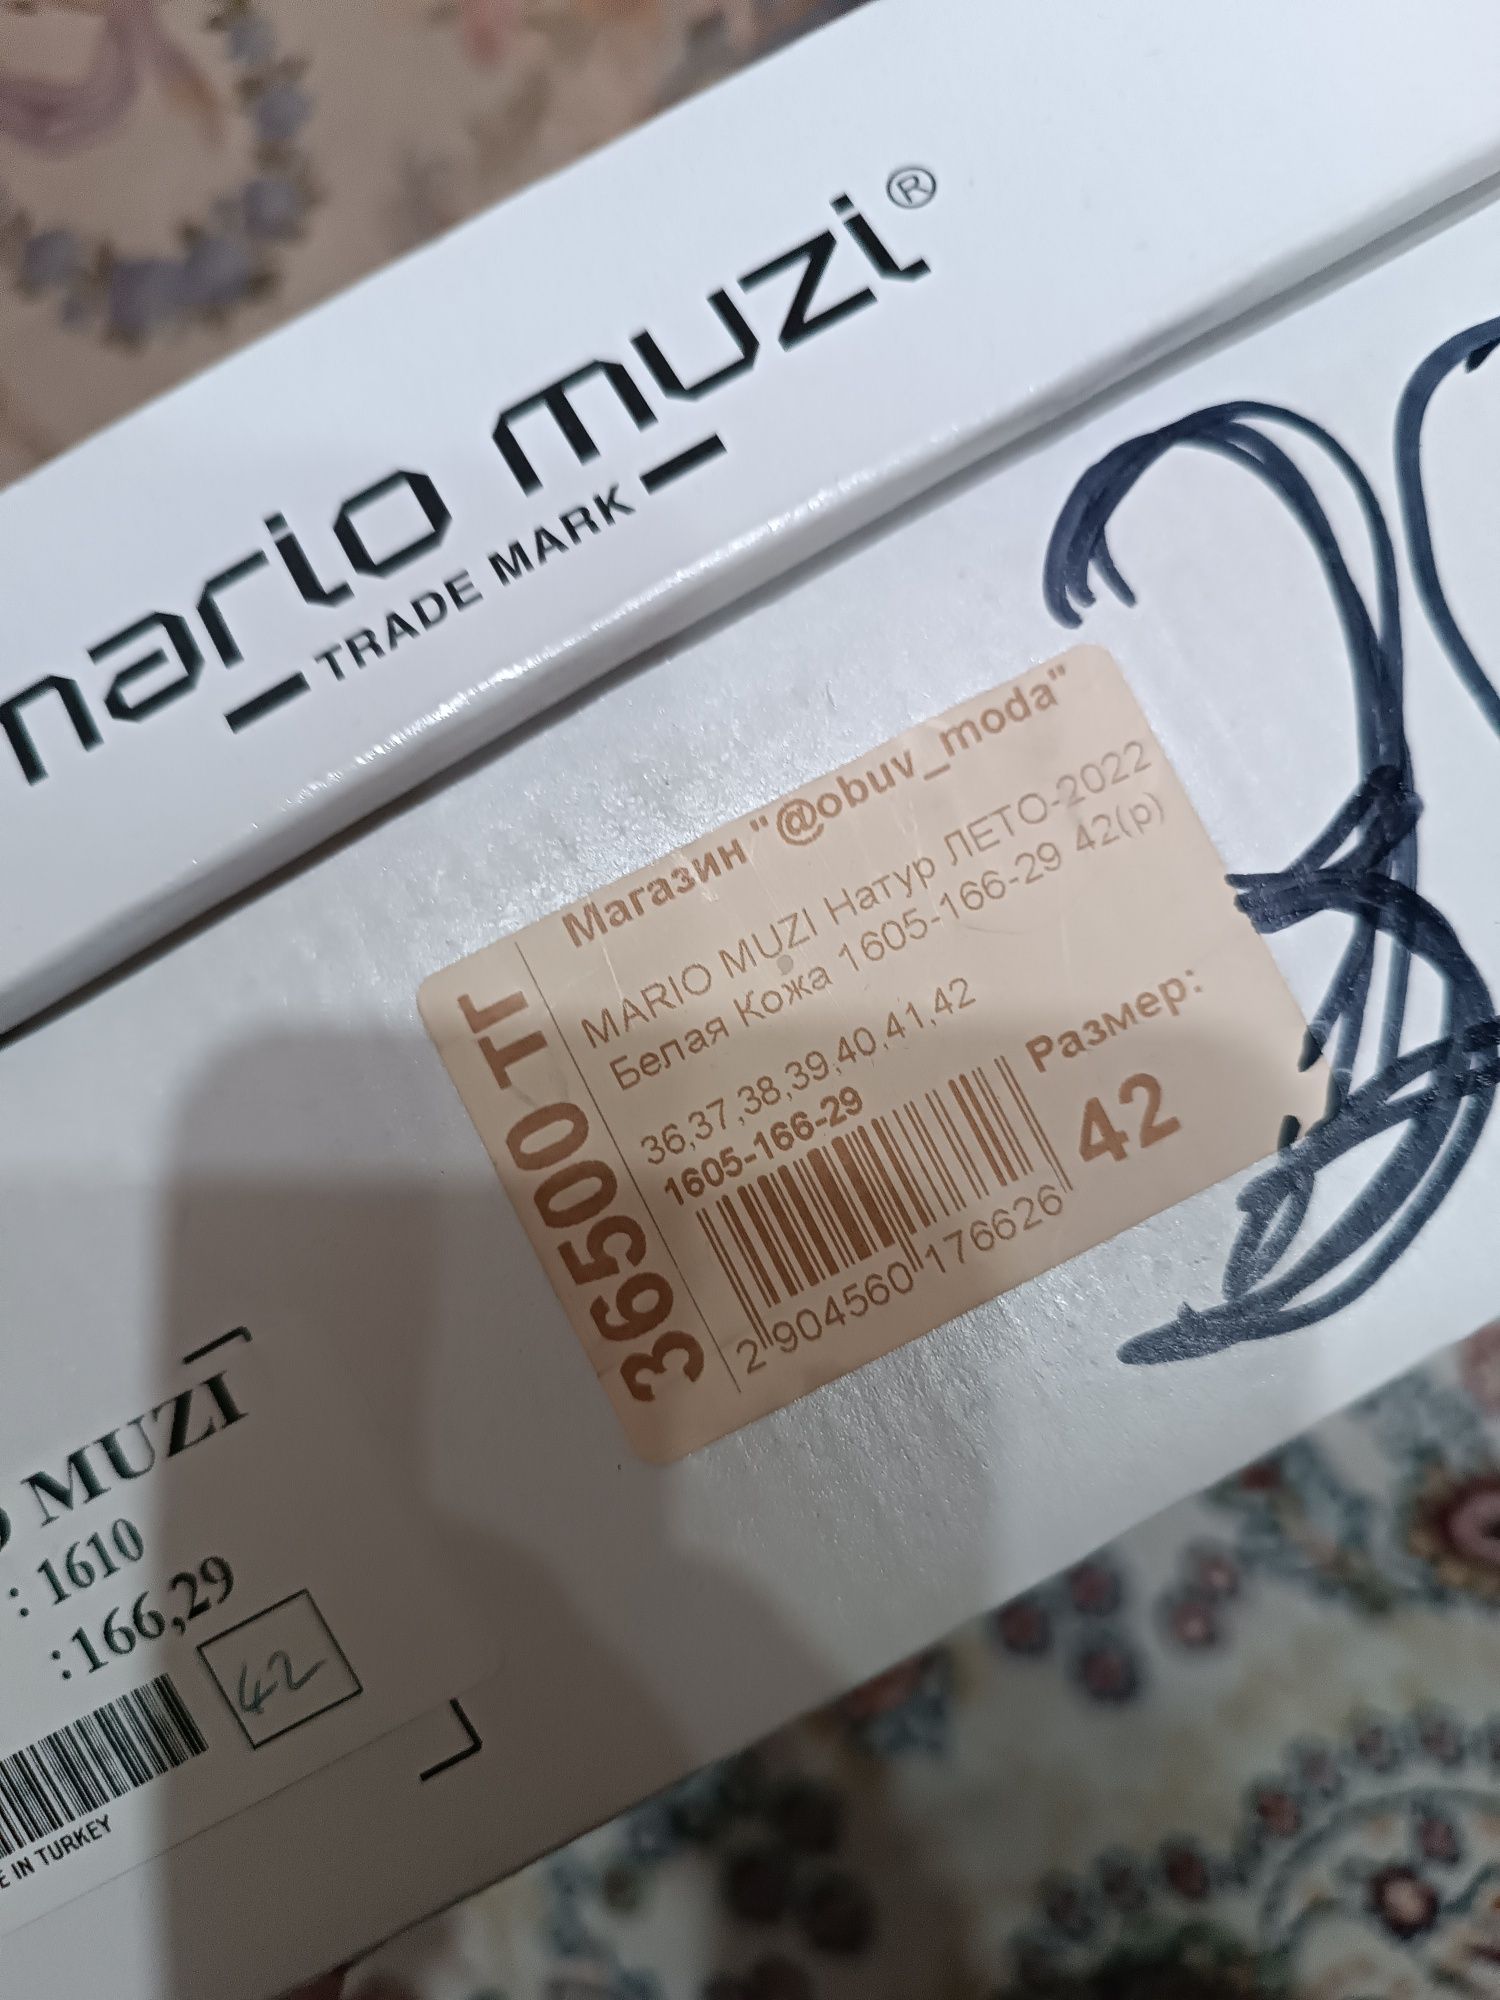 mario muzi ®
TRADE MARK
Магазин "@obuv_moda"
MARIO MUZI Натур ЛЕТО-2022
Белая Кожа 1605-166-29 42(р)
36,37,38,39,40,41,42
1605-166-29
Размер:
42
2 904560 176626
36500 ТГ
O MUZI
: 1610
:166,29
42
E IN TURKEY